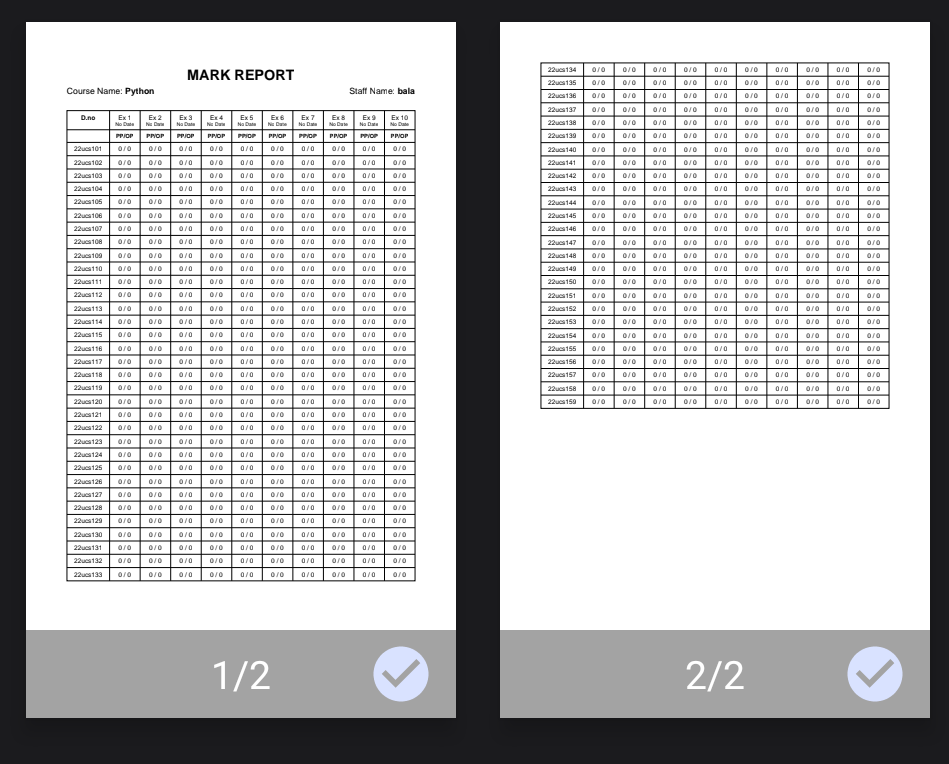 MARK REPORT
Course Name: Python Staff Name: bala
D.no Ex 1 Ex 2 Ex 3 Ex 4 Ex 5 Ex 6 Ex 7 Ex 8 Ex 9 Ex 10
No Date No Date No Date No Date No Date No Date No Date No Date No Date No Date
PP/OP PP/OP PP/OP PP/OP PP/OP PP/OP PP/OP PP/OP PP/OP PP/OP
22ucs101 0 / 0 0 / 0 0 / 0 0 / 0 0 / 0 0 / 0 0 / 0 0 / 0 0 / 0 0 / 0
22ucs102 0 / 0 0 / 0 0 / 0 0 / 0 0 / 0 0 / 0 0 / 0 0 / 0 0 / 0 0 / 0
22ucs103 0 / 0 0 / 0 0 / 0 0 / 0 0 / 0 0 / 0 0 / 0 0 / 0 0 / 0 0 / 0
22ucs104 0 / 0 0 / 0 0 / 0 0 / 0 0 / 0 0 / 0 0 / 0 0 / 0 0 / 0 0 / 0
22ucs105 0 / 0 0 / 0 0 / 0 0 / 0 0 / 0 0 / 0 0 / 0 0 / 0 0 / 0 0 / 0
22ucs106 0 / 0 0 / 0 0 / 0 0 / 0 0 / 0 0 / 0 0 / 0 0 / 0 0 / 0 0 / 0
22ucs107 0 / 0 0 / 0 0 / 0 0 / 0 0 / 0 0 / 0 0 / 0 0 / 0 0 / 0 0 / 0
22ucs108 0 / 0 0 / 0 0 / 0 0 / 0 0 / 0 0 / 0 0 / 0 0 / 0 0 / 0 0 / 0
22ucs109 0 / 0 0 / 0 0 / 0 0 / 0 0 / 0 0 / 0 0 / 0 0 / 0 0 / 0 0 / 0
22ucs110 0 / 0 0 / 0 0 / 0 0 / 0 0 / 0 0 / 0 0 / 0 0 / 0 0 / 0 0 / 0
22ucs111 0 / 0 0 / 0 0 / 0 0 / 0 0 / 0 0 / 0 0 / 0 0 / 0 0 / 0 0 / 0
22ucs112 0 / 0 0 / 0 0 / 0 0 / 0 0 / 0 0 / 0 0 / 0 0 / 0 0 / 0 0 / 0
22ucs113 0 / 0 0 / 0 0 / 0 0 / 0 0 / 0 0 / 0 0 / 0 0 / 0 0 / 0 0 / 0
22ucs114 0 / 0 0 / 0 0 / 0 0 / 0 0 / 0 0 / 0 0 / 0 0 / 0 0 / 0 0 / 0
22ucs115 0 / 0 0 / 0 0 / 0 0 / 0 0 / 0 0 / 0 0 / 0 0 / 0 0 / 0 0 / 0
22ucs116 0 / 0 0 / 0 0 / 0 0 / 0 0 / 0 0 / 0 0 / 0 0 / 0 0 / 0 0 / 0
22ucs117 0 / 0 0 / 0 0 / 0 0 / 0 0 / 0 0 / 0 0 / 0 0 / 0 0 / 0 0 / 0
22ucs118 0 / 0 0 / 0 0 / 0 0 / 0 0 / 0 0 / 0 0 / 0 0 / 0 0 / 0 0 / 0
22ucs119 0 / 0 0 / 0 0 / 0 0 / 0 0 / 0 0 / 0 0 / 0 0 / 0 0 / 0 0 / 0
22ucs120 0 / 0 0 / 0 0 / 0 0 / 0 0 / 0 0 / 0 0 / 0 0 / 0 0 / 0 0 / 0
22ucs121 0 / 0 0 / 0 0 / 0 0 / 0 0 / 0 0 / 0 0 / 0 0 / 0 0 / 0 0 / 0
22ucs122 0 / 0 0 / 0 0 / 0 0 / 0 0 / 0 0 / 0 0 / 0 0 / 0 0 / 0 0 / 0
22ucs123 0 / 0 0 / 0 0 / 0 0 / 0 0 / 0 0 / 0 0 / 0 0 / 0 0 / 0 0 / 0
22ucs124 0 / 0 0 / 0 0 / 0 0 / 0 0 / 0 0 / 0 0 / 0 0 / 0 0 / 0 0 / 0
22ucs125 0 / 0 0 / 0 0 / 0 0 / 0 0 / 0 0 / 0 0 / 0 0 / 0 0 / 0 0 / 0
22ucs126 0 / 0 0 / 0 0 / 0 0 / 0 0 / 0 0 / 0 0 / 0 0 / 0 0 / 0 0 / 0
22ucs127 0 / 0 0 / 0 0 / 0 0 / 0 0 / 0 0 / 0 0 / 0 0 / 0 0 / 0 0 / 0
22ucs128 0 / 0 0 / 0 0 / 0 0 / 0 0 / 0 0 / 0 0 / 0 0 / 0 0 / 0 0 / 0
22ucs129 0 / 0 0 / 0 0 / 0 0 / 0 0 / 0 0 / 0 0 / 0 0 / 0 0 / 0 0 / 0
22ucs130 0 / 0 0 / 0 0 / 0 0 / 0 0 / 0 0 / 0 0 / 0 0 / 0 0 / 0 0 / 0
22ucs131 0 / 0 0 / 0 0 / 0 0 / 0 0 / 0 0 / 0 0 / 0 0 / 0 0 / 0 0 / 0
22ucs132 0 / 0 0 / 0 0 / 0 0 / 0 0 / 0 0 / 0 0 / 0 0 / 0 0 / 0 0 / 0
22ucs133 0 / 0 0 / 0 0 / 0 0 / 0 0 / 0 0 / 0 0 / 0 0 / 0 0 / 0 0 / 0
1/2
22ucs134 0 / 0 0 / 0 0 / 0 0 / 0 0 / 0 0 / 0 0 / 0 0 / 0 0 / 0 0 / 0
22ucs135 0 / 0 0 / 0 0 / 0 0 / 0 0 / 0 0 / 0 0 / 0 0 / 0 0 / 0 0 / 0
22ucs136 0 / 0 0 / 0 0 / 0 0 / 0 0 / 0 0 / 0 0 / 0 0 / 0 0 / 0 0 / 0
22ucs137 0 / 0 0 / 0 0 / 0 0 / 0 0 / 0 0 / 0 0 / 0 0 / 0 0 / 0 0 / 0
22ucs138 0 / 0 0 / 0 0 / 0 0 / 0 0 / 0 0 / 0 0 / 0 0 / 0 0 / 0 0 / 0
22ucs139 0 / 0 0 / 0 0 / 0 0 / 0 0 / 0 0 / 0 0 / 0 0 / 0 0 / 0 0 / 0
22ucs140 0 / 0 0 / 0 0 / 0 0 / 0 0 / 0 0 / 0 0 / 0 0 / 0 0 / 0 0 / 0
22ucs141 0 / 0 0 / 0 0 / 0 0 / 0 0 / 0 0 / 0 0 / 0 0 / 0 0 / 0 0 / 0
22ucs142 0 / 0 0 / 0 0 / 0 0 / 0 0 / 0 0 / 0 0 / 0 0 / 0 0 / 0 0 / 0
22ucs143 0 / 0 0 / 0 0 / 0 0 / 0 0 / 0 0 / 0 0 / 0 0 / 0 0 / 0 0 / 0
22ucs144 0 / 0 0 / 0 0 / 0 0 / 0 0 / 0 0 / 0 0 / 0 0 / 0 0 / 0 0 / 0
22ucs145 0 / 0 0 / 0 0 / 0 0 / 0 0 / 0 0 / 0 0 / 0 0 / 0 0 / 0 0 / 0
22ucs146 0 / 0 0 / 0 0 / 0 0 / 0 0 / 0 0 / 0 0 / 0 0 / 0 0 / 0 0 / 0
22ucs147 0 / 0 0 / 0 0 / 0 0 / 0 0 / 0 0 / 0 0 / 0 0 / 0 0 / 0 0 / 0
22ucs148 0 / 0 0 / 0 0 / 0 0 / 0 0 / 0 0 / 0 0 / 0 0 / 0 0 / 0 0 / 0
22ucs149 0 / 0 0 / 0 0 / 0 0 / 0 0 / 0 0 / 0 0 / 0 0 / 0 0 / 0 0 / 0
22ucs150 0 / 0 0 / 0 0 / 0 0 / 0 0 / 0 0 / 0 0 / 0 0 / 0 0 / 0 0 / 0
22ucs151 0 / 0 0 / 0 0 / 0 0 / 0 0 / 0 0 / 0 0 / 0 0 / 0 0 / 0 0 / 0
22ucs152 0 / 0 0 / 0 0 / 0 0 / 0 0 / 0 0 / 0 0 / 0 0 / 0 0 / 0 0 / 0
22ucs153 0 / 0 0 / 0 0 / 0 0 / 0 0 / 0 0 / 0 0 / 0 0 / 0 0 / 0 0 / 0
22ucs154 0 / 0 0 / 0 0 / 0 0 / 0 0 / 0 0 / 0 0 / 0 0 / 0 0 / 0 0 / 0
22ucs155 0 / 0 0 / 0 0 / 0 0 / 0 0 / 0 0 / 0 0 / 0 0 / 0 0 / 0 0 / 0
22ucs156 0 / 0 0 / 0 0 / 0 0 / 0 0 / 0 0 / 0 0 / 0 0 / 0 0 / 0 0 / 0
22ucs157 0 / 0 0 / 0 0 / 0 0 / 0 0 / 0 0 / 0 0 / 0 0 / 0 0 / 0 0 / 0
22ucs158 0 / 0 0 / 0 0 / 0 0 / 0 0 / 0 0 / 0 0 / 0 0 / 0 0 / 0 0 / 0
22ucs159 0 / 0 0 / 0 0 / 0 0 / 0 0 / 0 0 / 0 0 / 0 0 / 0 0 / 0 0 / 0
2/2